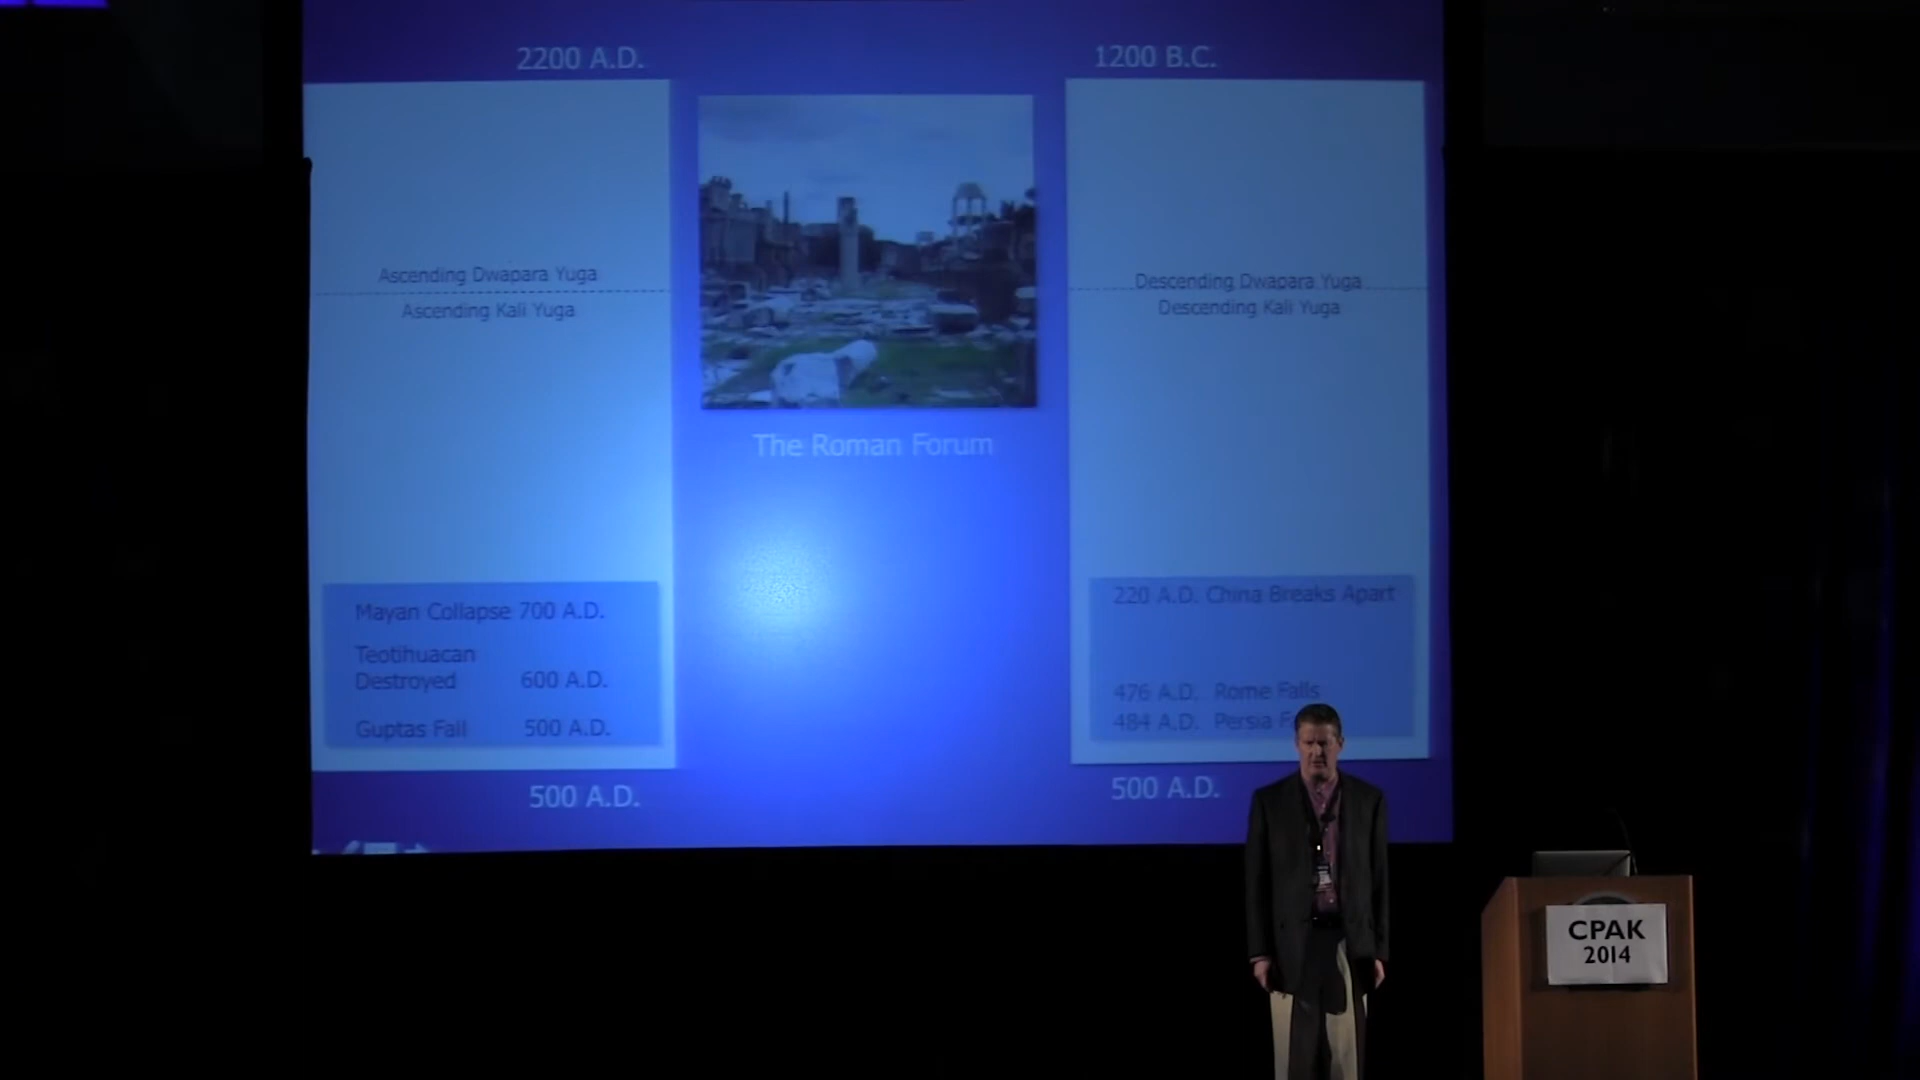 2200 A.D.
1200 B.C.
Ascending Dwapara Yuga
Ascending Kali Yuga
Descending Dwapara Yuga
Descending Kali Yuga
The Roman Forum
Mayan Collapse 700 A.D.
Teotihuacan
Destroyed 600 A.D.
Guptas Fall 500 A.D.
220 A.D. China Breaks Apart
476 A.D. Rome Falls
484 A.D. Persia
500 A.D.
500 A.D.
CPAK
2014